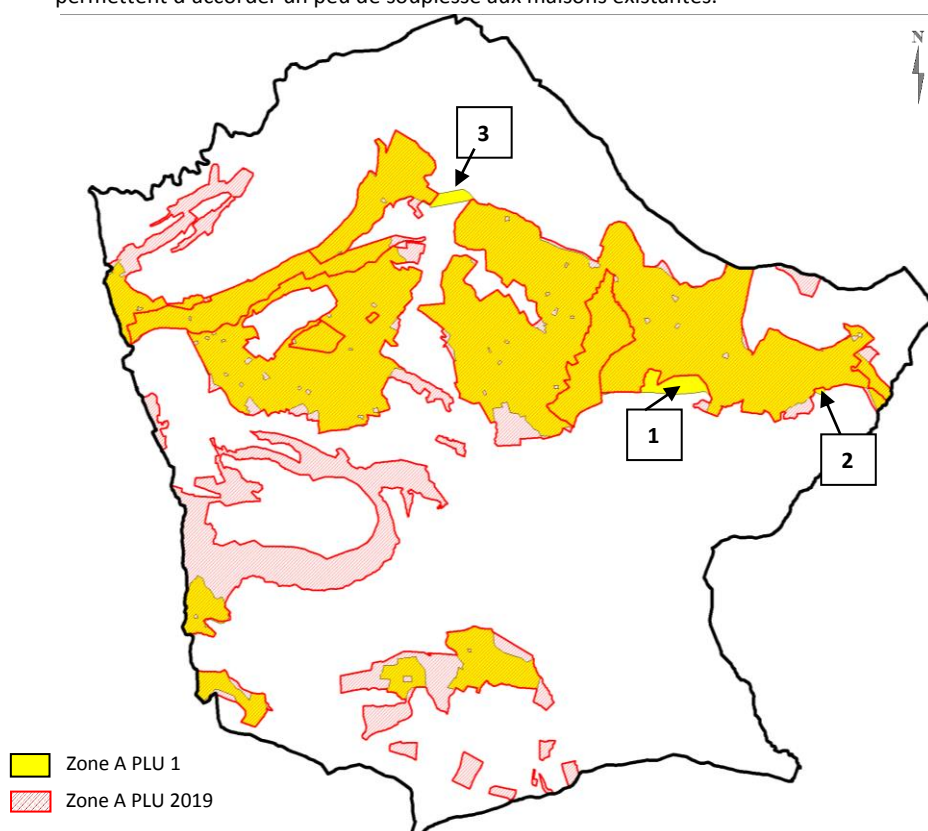 permettent d'accorder un peu de souplesse aux maisons existantes.
N
3
1
2
Zone A PLU 1
Zone A PLU 2019